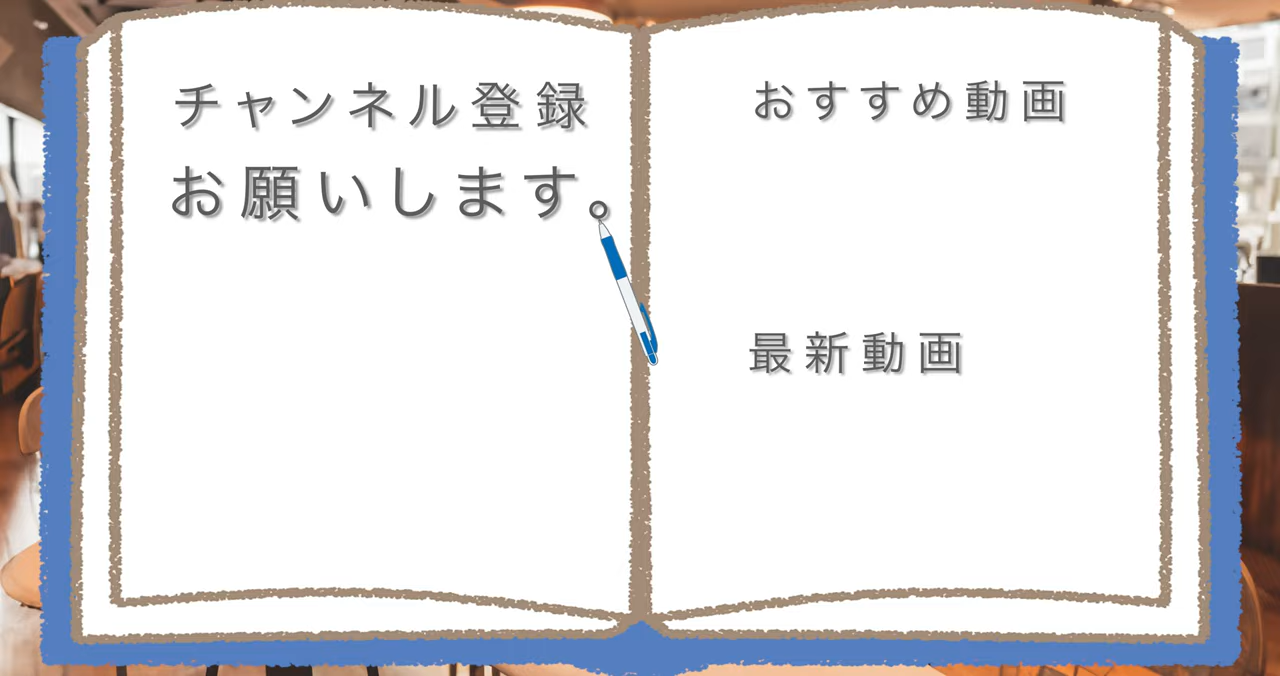 チャンネル登録
お願いします。
おすすめ動画
最新動画